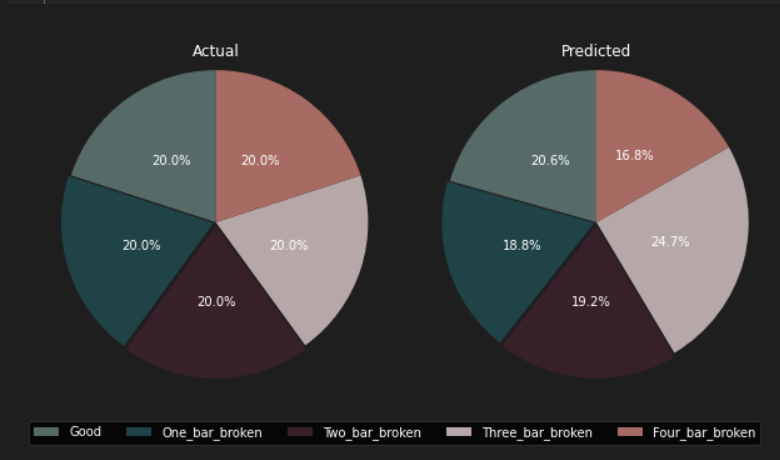 Actual Predicted
20.0% 20.0% 20.6% 16.8%
20.0% 20.0% 18.8% 24.7%
20.0% 19.2%
Good One_bar_broken Two_bar_broken Three_bar_broken Four_bar_broken